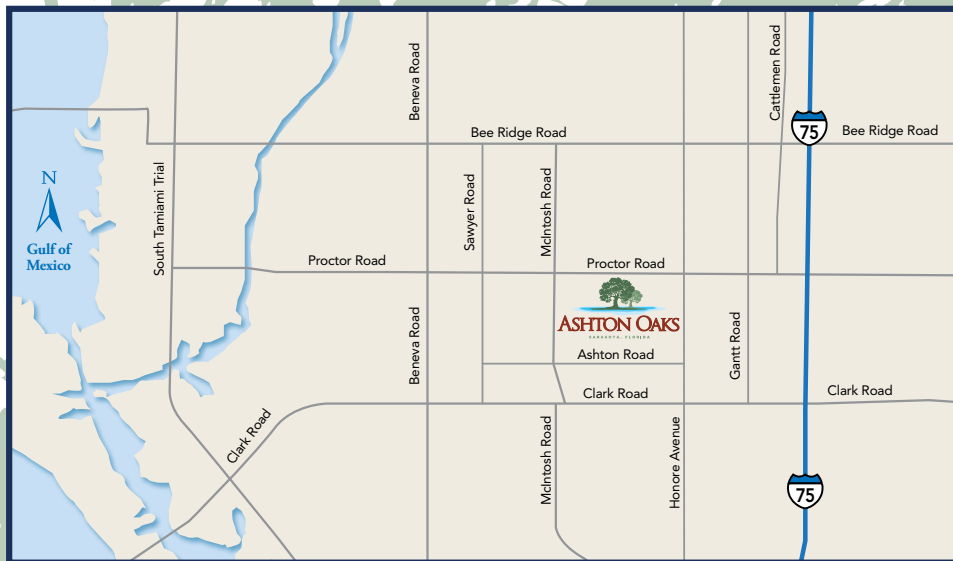 Beneva Road
Cattlemen Road
75
Bee Ridge Road
Bee Ridge Road
N
Gulf of
Mexico
South Tamiami Trial
Sawyer Road
McIntosh Road
Proctor Road
Proctor Road
ASHTON OAKS
SARASOTA, FLORIDA
Beneva Road
Gantt Road
Ashton Road
Clark Road
Clark Road
Clark Road
McIntosh Road
Honore Avenue
75